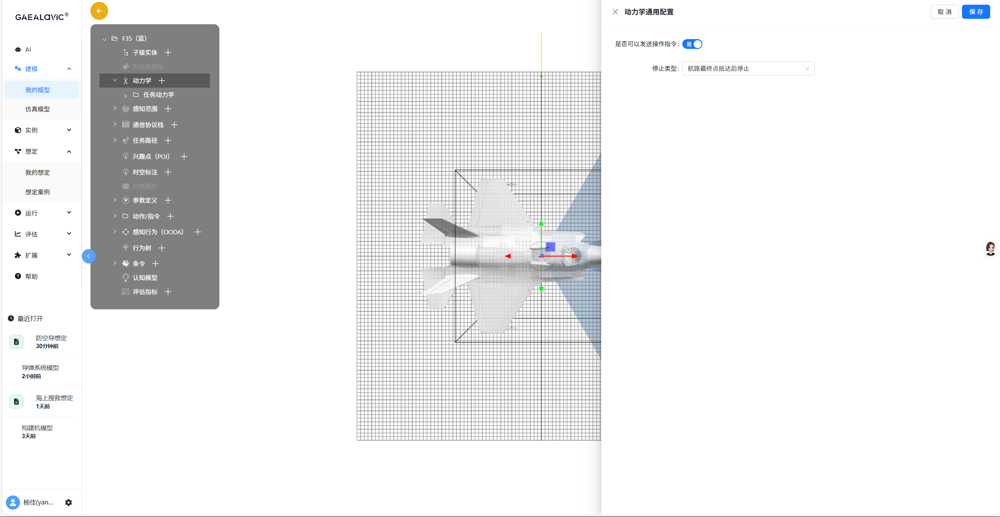 GAEALAVIC®
AI
建模
我的模型
仿真模型
实例
想定
我的想定
想定案例
运行
评估
扩展
帮助
最近打开
防空导想定
30分钟前
导弹系统模型
2小时前
海上搜救想定
1天前
构建机模型
3天前
杨佳(yan...
F35（蓝）
子级实体
形式化模型
动力学
任务动力学
感知范围
通信协议栈
任务路径
兴趣点（POI）
时空标注
约束围栏
参数定义
动作/指令
感知行为（OODA）
行为树
条令
认知模型
评估指标
动力学通用配置
取 消
保 存
是否可以发送操作指令: 是
停止类型: 航路最终点抵达后停止